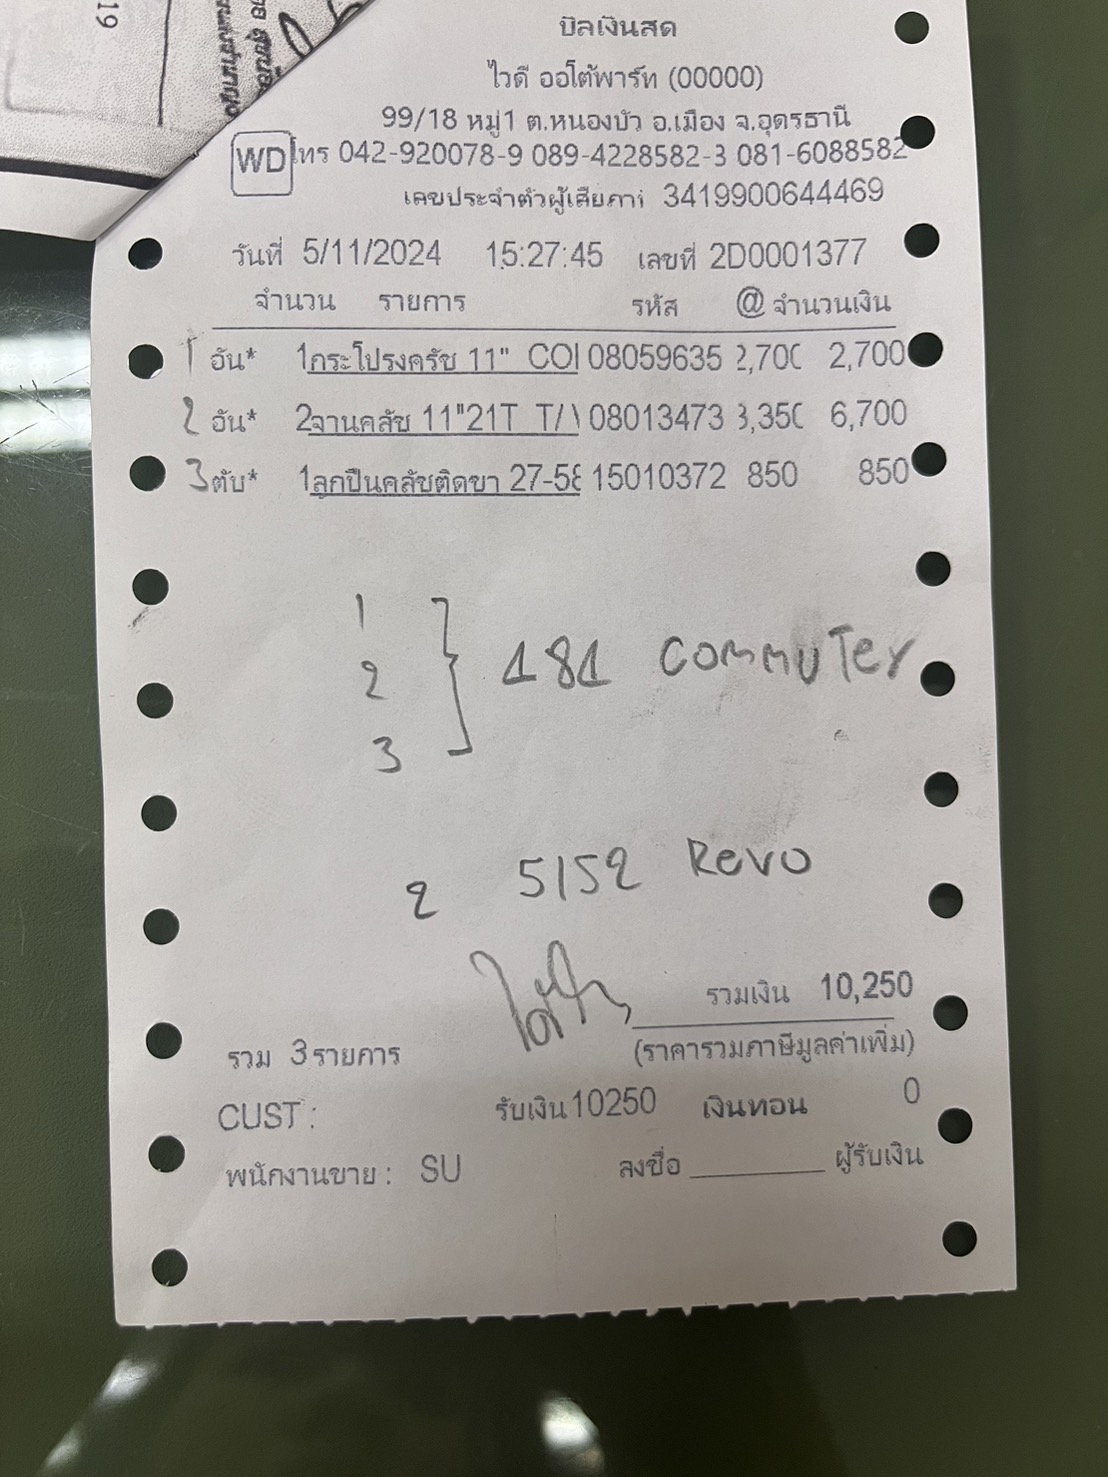 19
บิลเงินสด
ไวดี ออโต้พาร์ท (00000)
99/18 หมู่1 ต.หนองบัว อ.เมือง จ.อุดรธานี
WD โทร 042-920078-9 089-4228582-3 081-6088582
เลขประจำตัวผู้เสียภาษี 3419900644469
วันที่ 5/11/2024 15:27:45 เลขที่ 2D0001377
จำนวน รายการ รหัส @ จำนวนเงิน
1 อัน* 1 กระโปรงครัช 11" COI 08059635 2,700 2,700
2 อัน* 2 จานคลัช 11"21T T/ 08013473 3,350 6,700
3 ตับ* 1 ลูกปืนคลัชติดขา 27-58 15010372 850 850
1
2
3
181 Commuter
2 5152 Revo
รวมเงิน 10,250
รวม 3 รายการ (ราคารวมภาษีมูลค่าเพิ่ม)
CUST : รับเงิน 10250 เงินทอน 0
พนักงานขาย : SU ลงชื่อ ________ ผู้รับเงิน